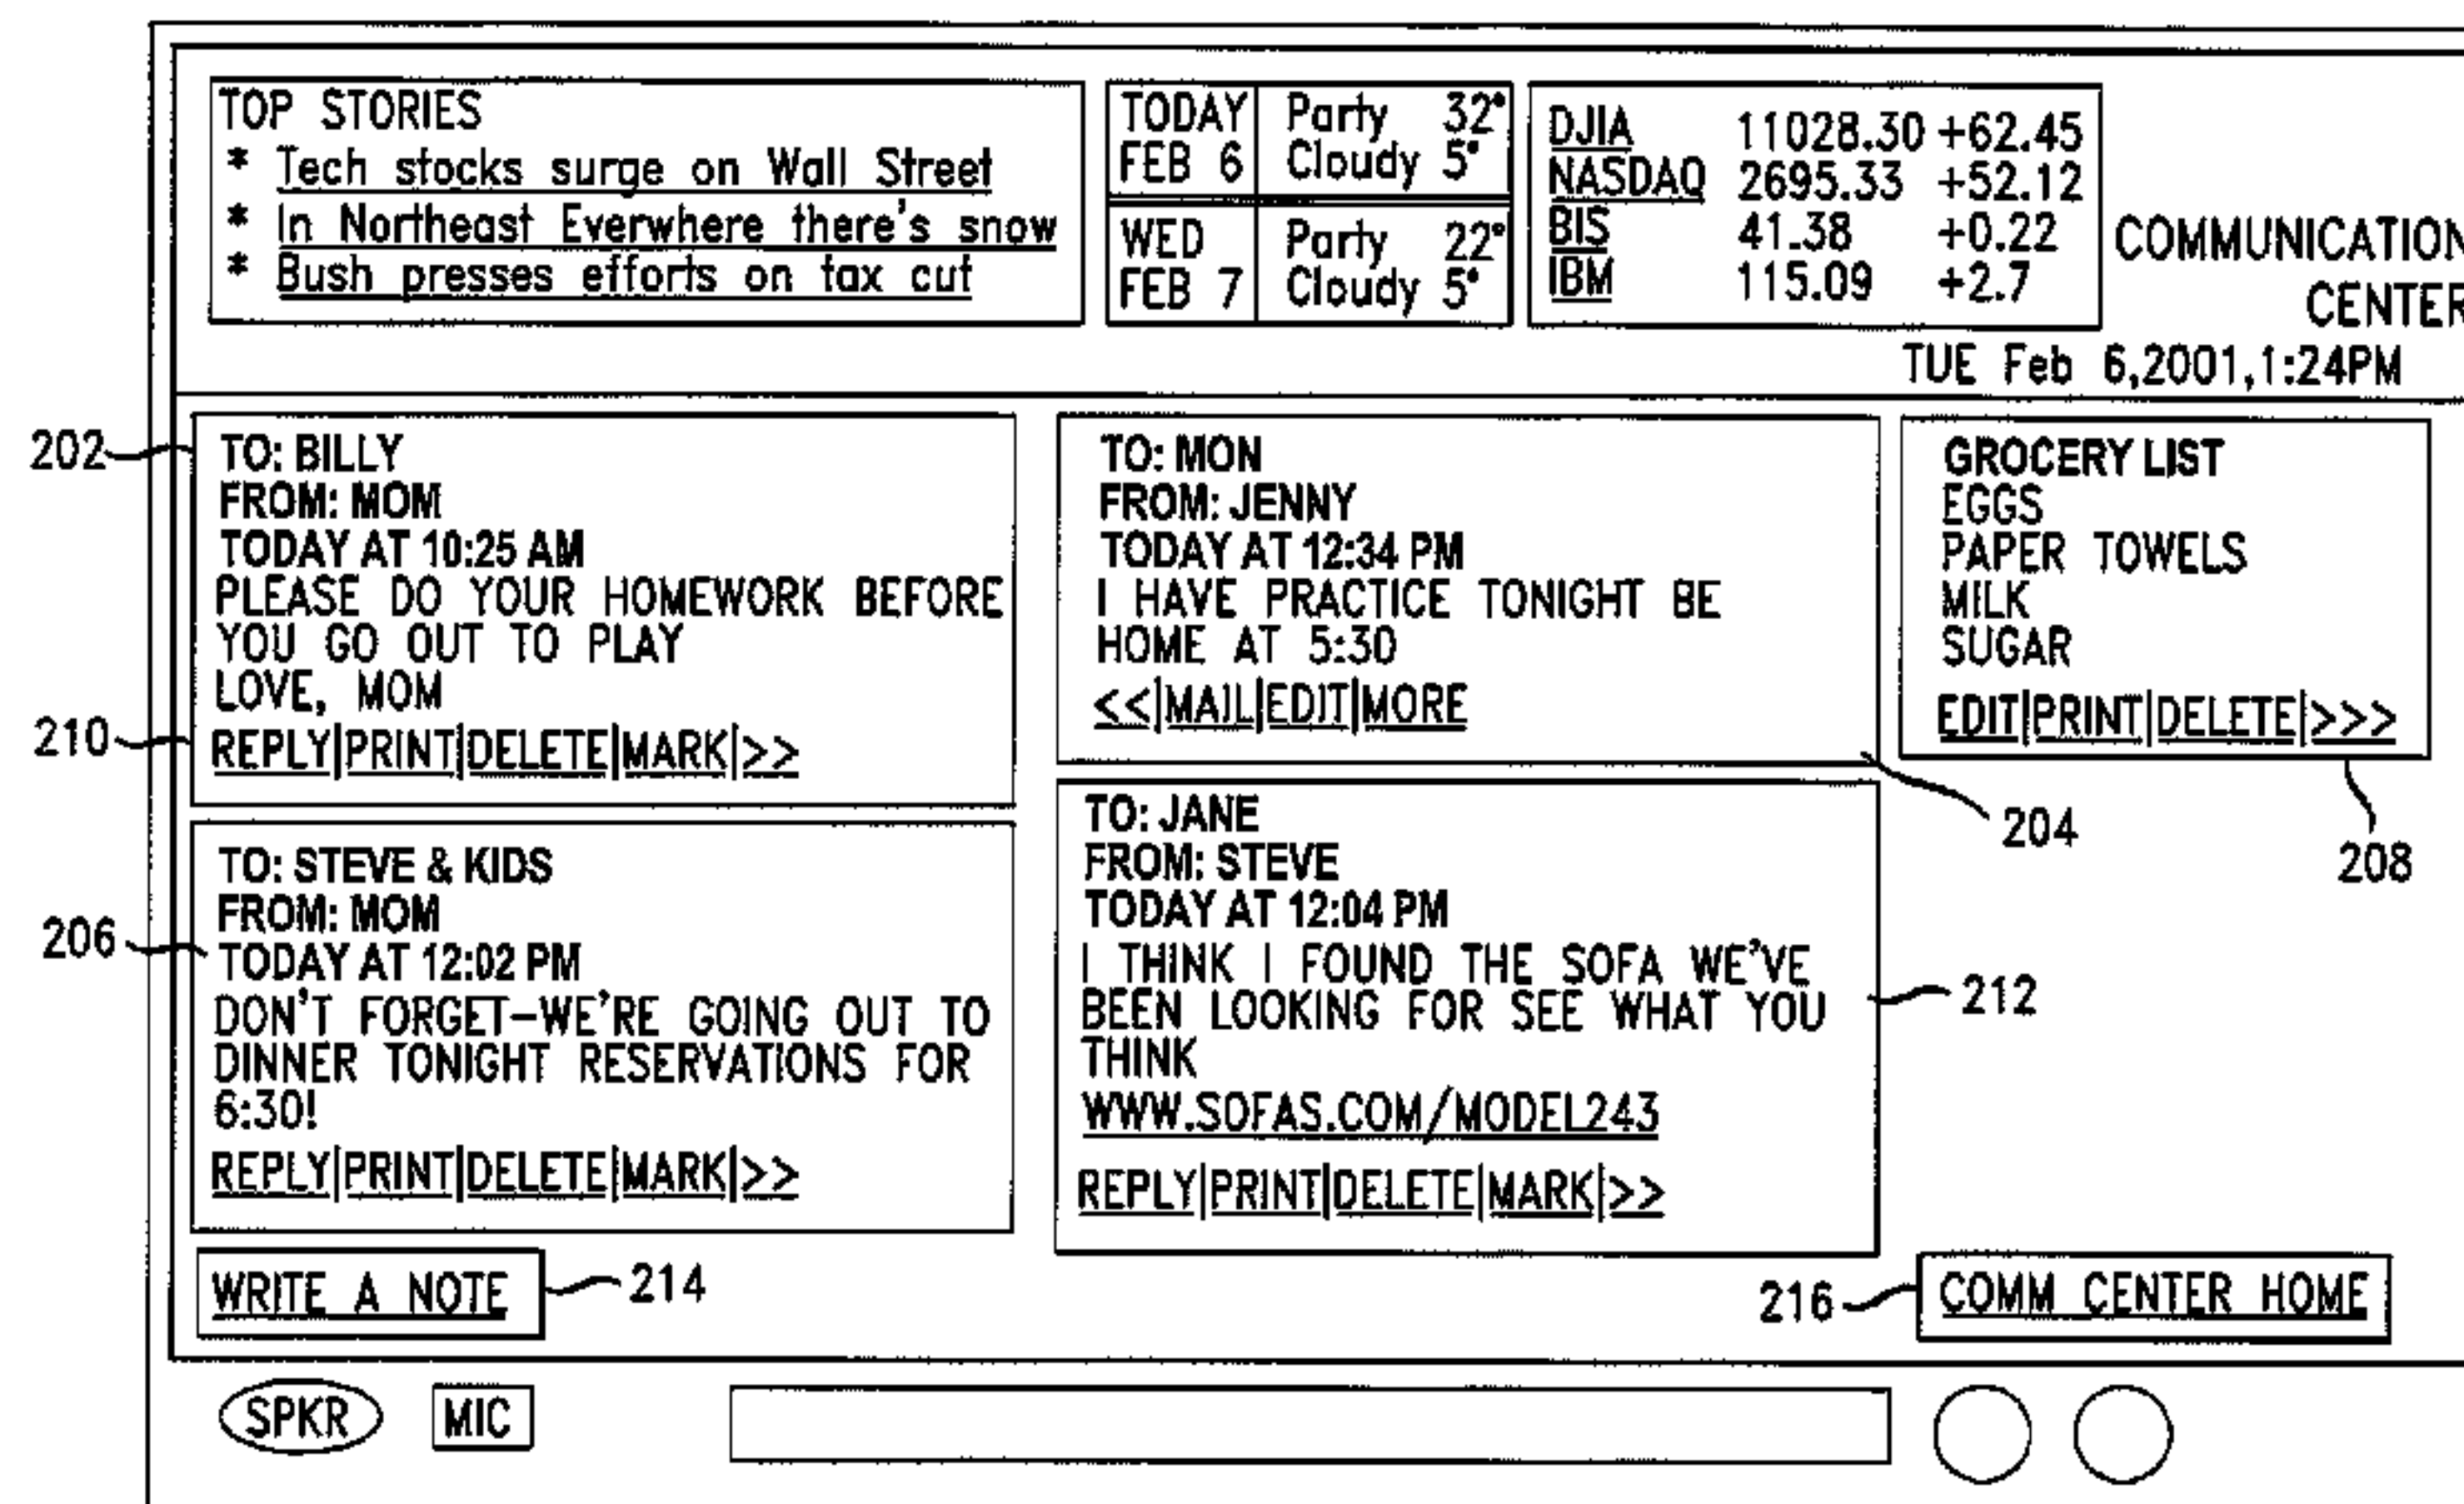 TOP STORIES
* Tech stocks surge on Wall Street
* In Northeast Everwhere there's snow
* Bush presses efforts on tax cut
TODAY Party 32°
FEB 6 Cloudy 5°
WED Party 22°
FEB 7 Cloudy 5°
DJIA 11028.30 +62.45
NASDAQ 2695.33 +52.12
BIS 41.38 +0.22
IBM 115.09 +2.7
COMMUNICATION
CENTER
TUE Feb 6,2001,1:24PM
202
TO: BILLY
FROM: MOM
TODAY AT 10:25 AM
PLEASE DO YOUR HOMEWORK BEFORE
YOU GO OUT TO PLAY
LOVE, MOM
210
REPLY|PRINT|DELETE|MARK|>>
TO: MON
FROM: JENNY
TODAY AT 12:34 PM
I HAVE PRACTICE TONIGHT BE
HOME AT 5:30
<<|MAIL|EDIT|MORE
204
GROCERY LIST
EGGS
PAPER TOWELS
MILK
SUGAR
EDIT|PRINT|DELETE|>>>
208
206
TO: STEVE & KIDS
FROM: MOM
TODAY AT 12:02 PM
DON'T FORGET-WE'RE GOING OUT TO
DINNER TONIGHT RESERVATIONS FOR
6:30!
REPLY|PRINT|DELETE|MARK|>>
TO: JANE
FROM: STEVE
TODAY AT 12:04 PM
I THINK I FOUND THE SOFA WE'VE
BEEN LOOKING FOR SEE WHAT YOU
THINK
WWW.SOFAS.COM/MODEL243
REPLY|PRINT|DELETE|MARK|>>
212
WRITE A NOTE
214
216
COMM CENTER HOME
SPKR
MIC